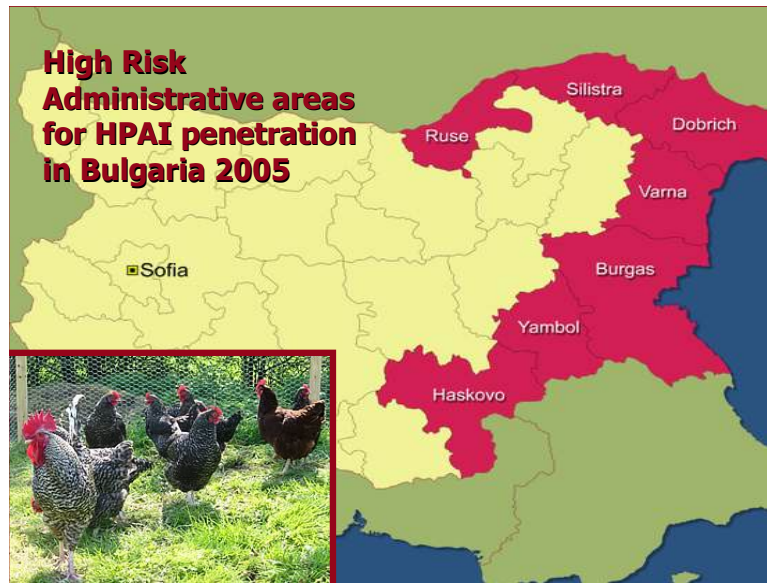 High Risk
Administrative areas
for HPAI penetration
in Bulgaria 2005
Silistra
Dobrich
Ruse
Varna
Sofia
Burgas
Yambol
Haskovo